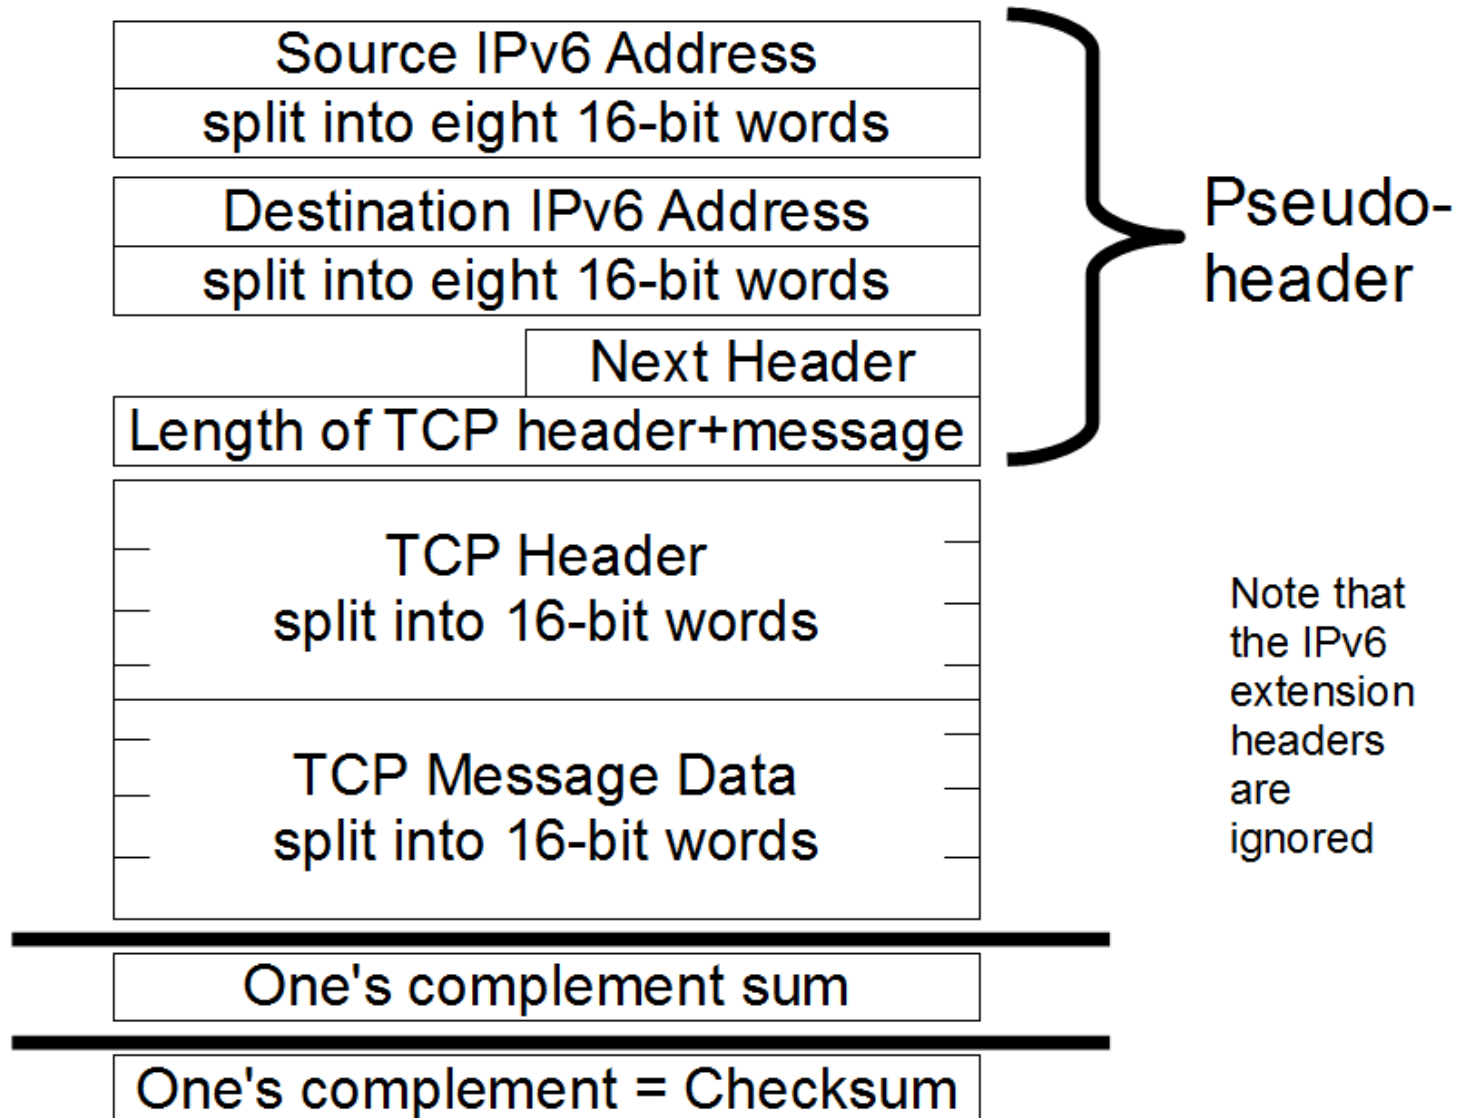 Source IPv6 Address
split into eight 16-bit words
Destination IPv6 Address
split into eight 16-bit words
Next Header
Length of TCP header+message
Pseudo-
header
TCP Header
split into 16-bit words
TCP Message Data
split into 16-bit words
Note that
the IPv6
extension
headers
are
ignored
One's complement sum
One's complement = Checksum